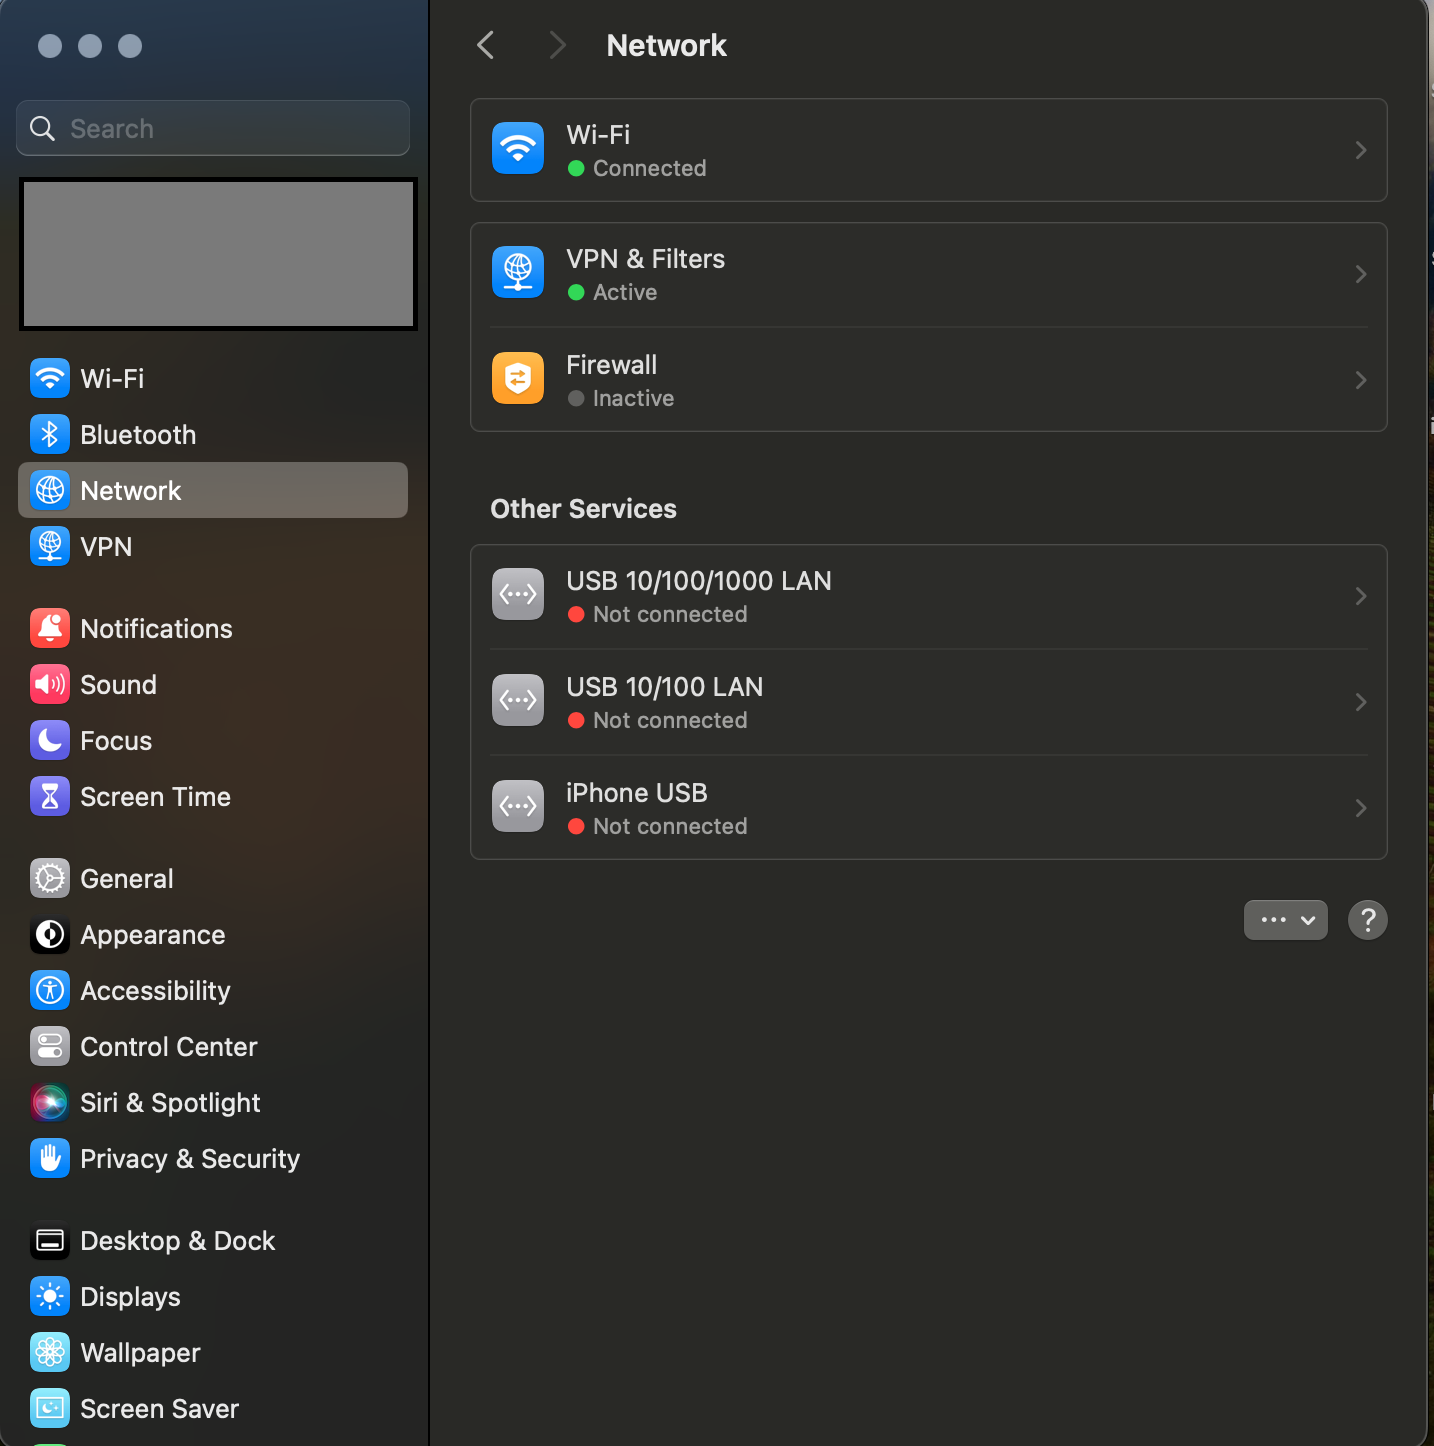 Search
Wi-Fi
Bluetooth
Network
VPN
Notifications
Sound
Focus
Screen Time
General
Appearance
Accessibility
Control Center
Siri & Spotlight
Privacy & Security
Desktop & Dock
Displays
Wallpaper
Screen Saver
Network
Wi-Fi
Connected
VPN & Filters
Active
Firewall
Inactive
Other Services
USB 10/100/1000 LAN
Not connected
USB 10/100 LAN
Not connected
iPhone USB
Not connected
?